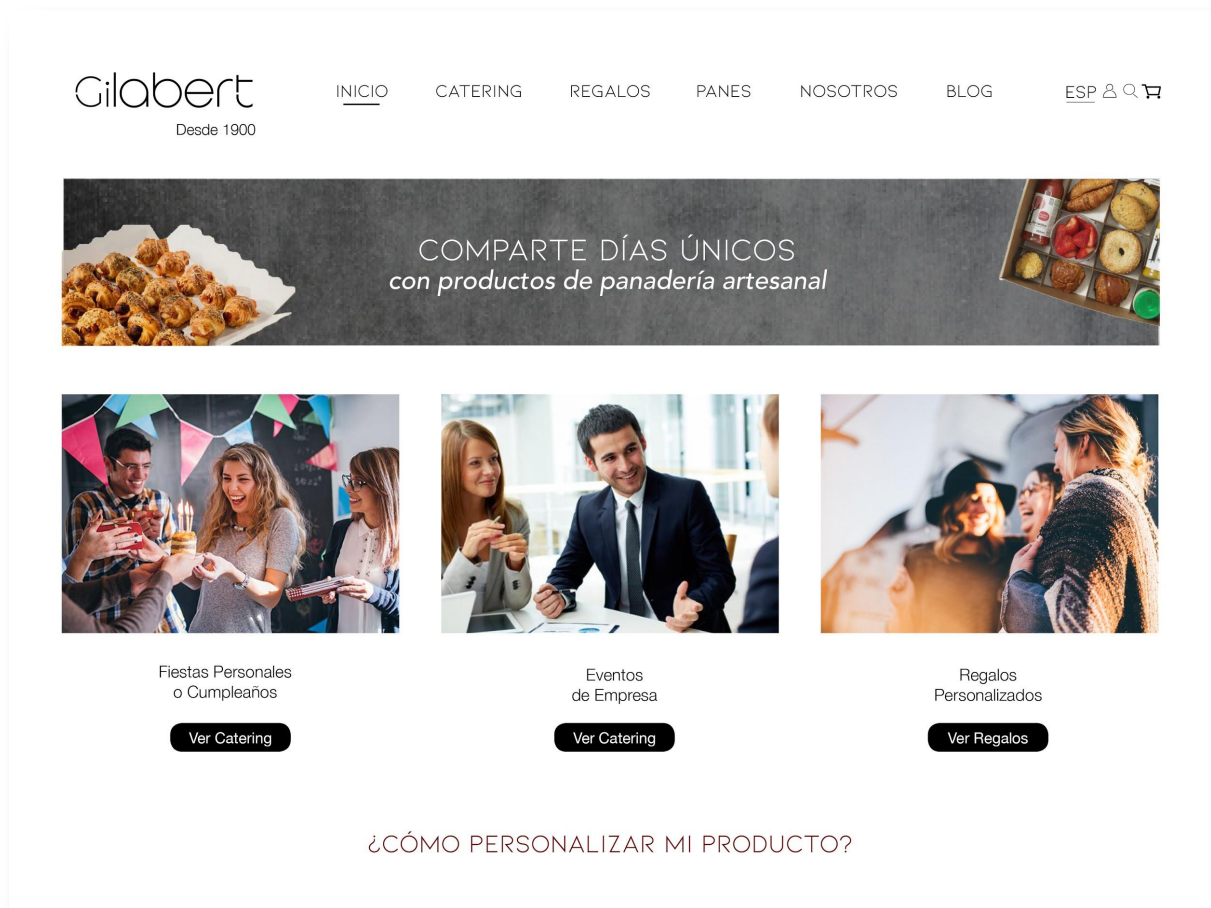 Gilabert
Desde 1900
INICIO
CATERING
REGALOS
PANES
NOSOTROS
BLOG
ESP
COMPARTE DÍAS ÚNICOS
con productos de panadería artesanal
Fiestas Personales
o Cumpleaños
Ver Catering
Eventos
de Empresa
Ver Catering
Regalos
Personalizados
Ver Regalos
¿CÓMO PERSONALIZAR MI PRODUCTO?